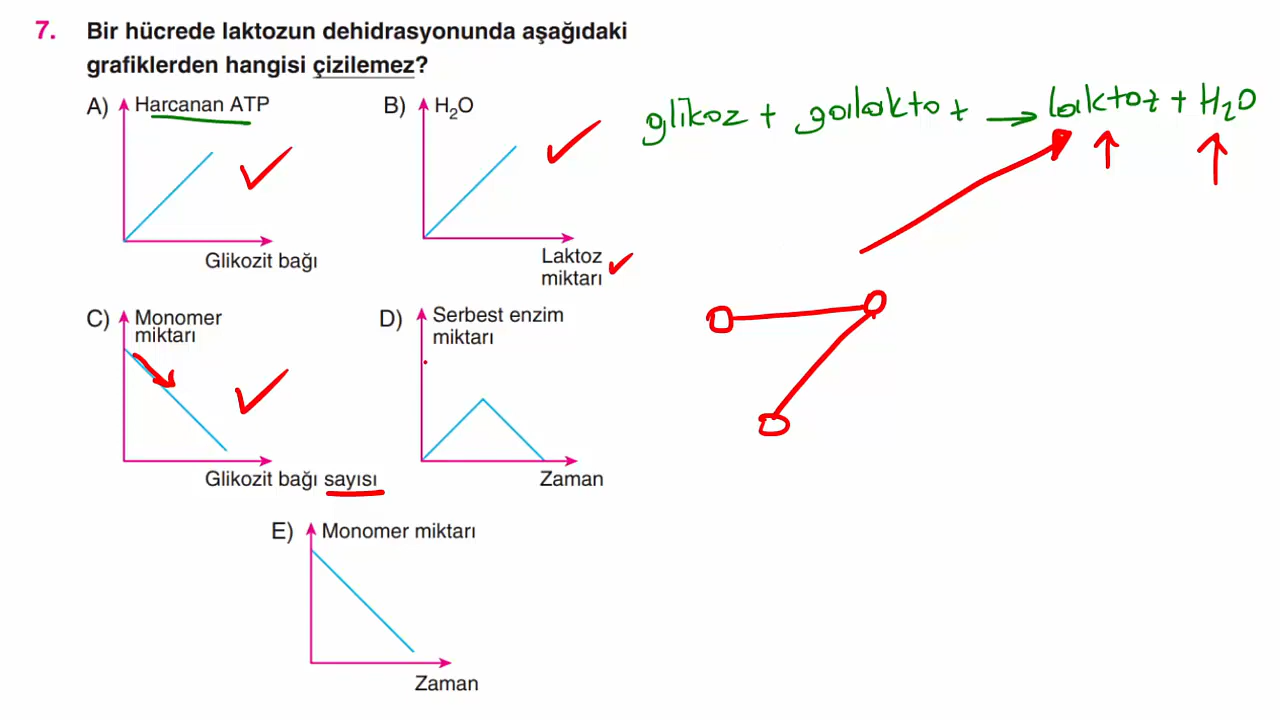 7. Bir hücrede laktozun dehidrasyonunda aşağıdaki
grafiklerden hangisi çizilemez?
A) Harcanan ATP
Glikozit bağı
B) H₂O
Laktoz
miktarı
glikoz + galaktoz → laktoz + H₂O
C) Monomer
miktarı
Glikozit bağı sayısı
D) Serbest enzim
miktarı
Zaman
E) Monomer miktarı
Zaman